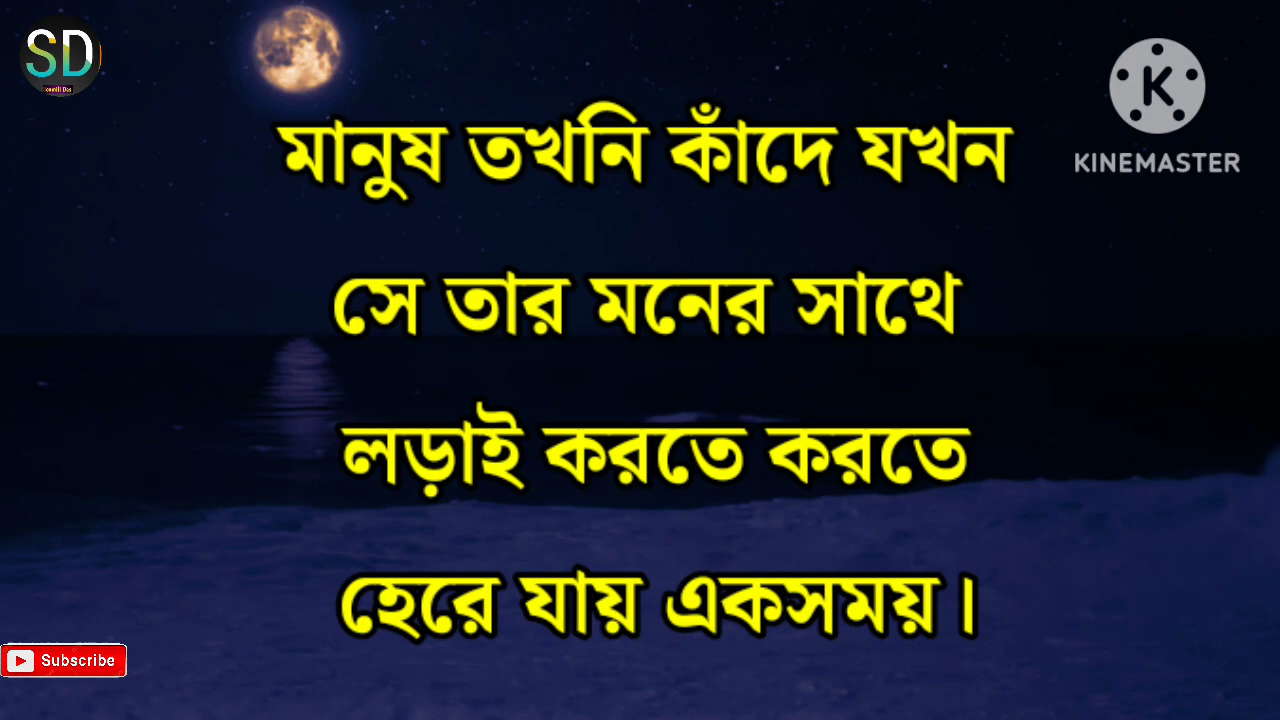 SD
KINEMASTER
মানুষ তখনি কাঁদে যখন
সে তার মনের সাথে
লড়াই করতে করতে
হেরে যায় একসময়।
Subscribe